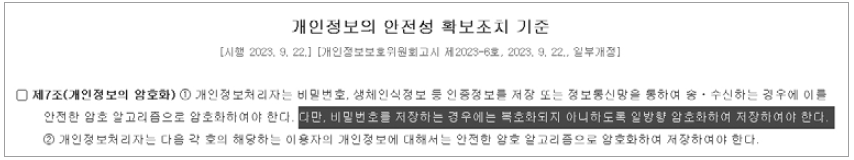 개인정보의 안전성 확보조치 기준
[시행 2023. 9. 22.] [개인정보보호위원회고시 제2023-6호, 2023. 9. 22., 일부개정]
제7조(개인정보의 암호화) ① 개인정보처리자는 비밀번호, 생체인식정보 등 인증정보를 저장 또는 정보통신망을 통하여 송ㆍ수신하는 경우에 이를
안전한 암호 알고리즘으로 암호화하여야 한다. 다만, 비밀번호를 저장하는 경우에는 복호화되지 아니하도록 일방향 암호화하여 저장하여야 한다.
② 개인정보처리자는 다음 각 호의 해당하는 이용자의 개인정보에 대해서는 안전한 암호 알고리즘으로 암호화하여 저장하여야 한다.